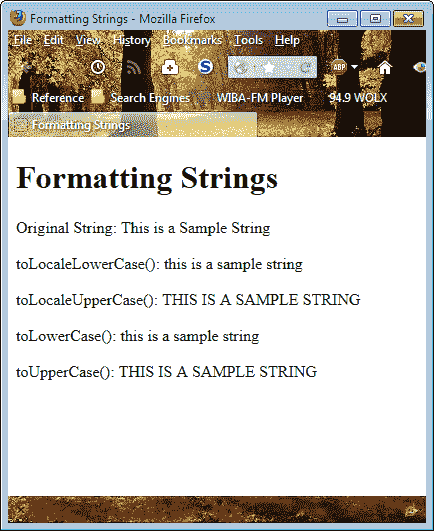 Formatting Strings - Mozilla Firefox
File Edit View History Bookmarks Tools Help
ABP
Reference Search Engines WIBA-FM Player 94.9 WOLX
Formatting Strings
Formatting Strings
Original String: This is a Sample String
toLocaleLowerCase(): this is a sample string
toLocaleUpperCase(): THIS IS A SAMPLE STRING
toLowerCase(): this is a sample string
toUpperCase(): THIS IS A SAMPLE STRING